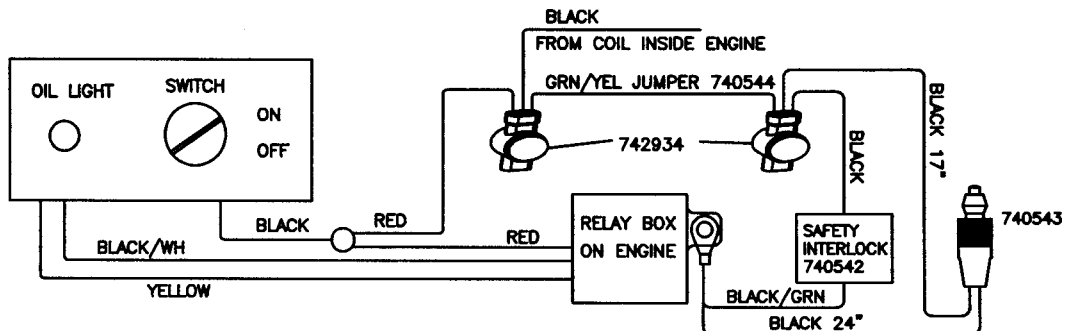 BLACK
FROM COIL INSIDE ENGINE
OIL LIGHT
SWITCH
ON
OFF
GRN/YEL JUMPER 740544
742934
BLACK
BLACK 17"
740543
BLACK
RED
RED
RELAY BOX
ON ENGINE
SAFETY
INTERLOCK
740542
BLACK/WH
YELLOW
BLACK/GRN
BLACK 24"